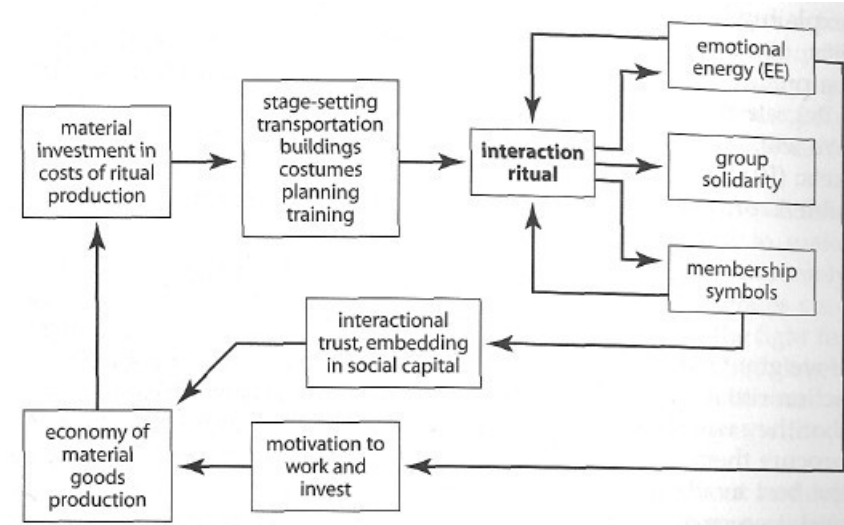 emotional
energy (EE)
material
investment in
costs of ritual
production
stage-setting
transportation
buildings
costumes
planning
training
interaction
ritual
group
solidarity
membership
symbols
interactional
trust, embedding
in social capital
economy of
material
goods
production
motivation to
work and
invest